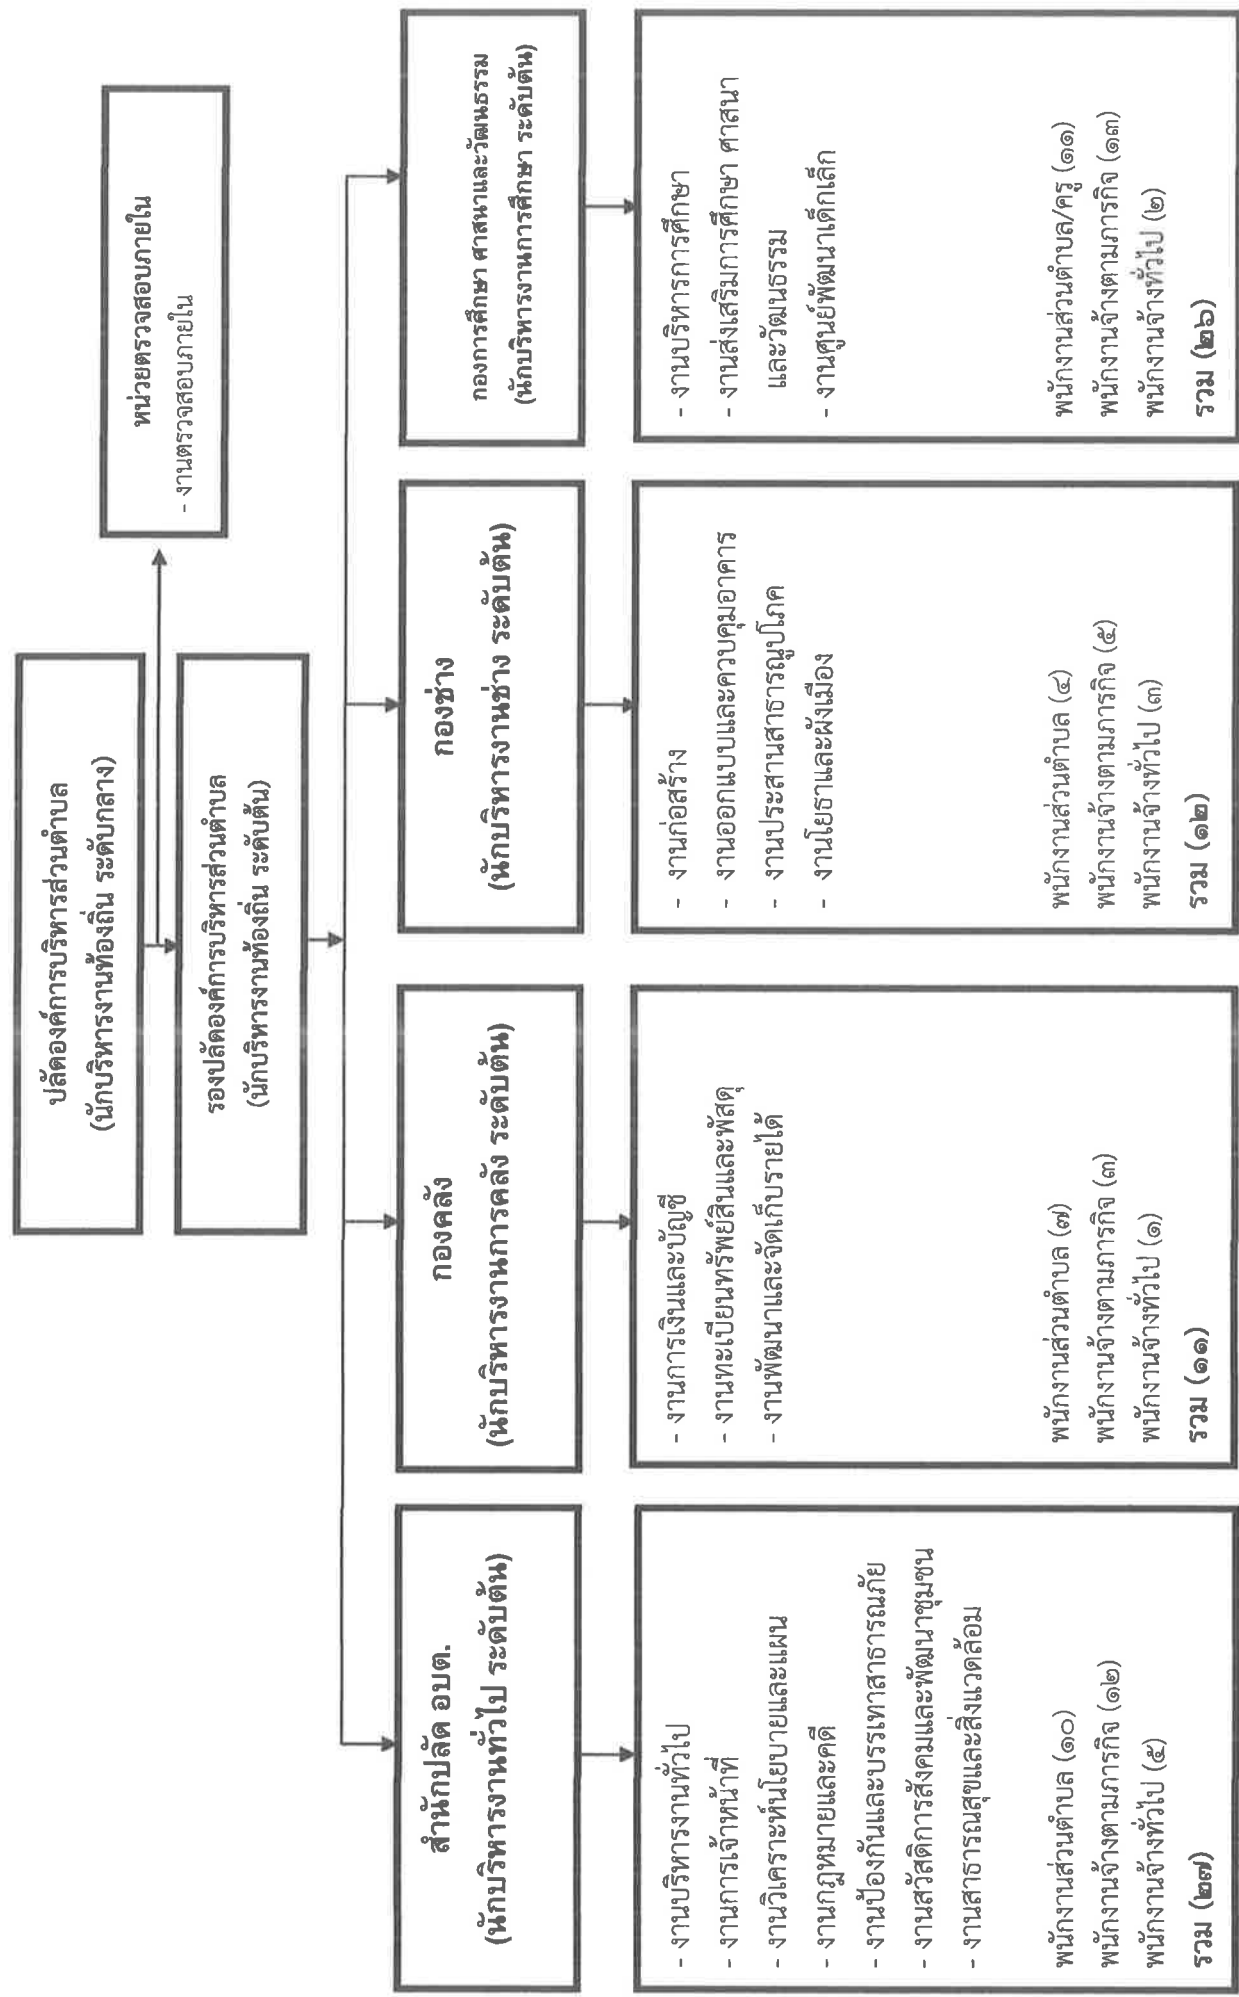 ปลัดองค์การบริหารส่วนตำบล
(นักบริหารงานท้องถิ่น ระดับกลาง)
หน่วยตรวจสอบภายใน
- งานตรวจสอบภายใน
รองปลัดองค์การบริหารส่วนตำบล
(นักบริหารงานท้องถิ่น ระดับต้น)
สำนักปลัด อบต.
(นักบริหารงานทั่วไป ระดับต้น)
- งานบริหารงานทั่วไป
- งานการเจ้าหน้าที่
- งานวิเคราะห์นโยบายและแผน
- งานกฎหมายและคดี
- งานป้องกันและบรรเทาสาธารณภัย
- งานสวัสดิการสังคมและพัฒนาชุมชน
- งานสาธารณสุขและสิ่งแวดล้อม
พนักงานส่วนตำบล (๑๐)
พนักงานจ้างตามภารกิจ (๑๒)
พนักงานจ้างทั่วไป (๕)
รวม (๒๗)
กองคลัง
(นักบริหารงานการคลัง ระดับต้น)
- งานการเงินและบัญชี
- งานทะเบียนทรัพย์สินและพัสดุ
- งานพัฒนาและจัดเก็บรายได้
พนักงานส่วนตำบล (๗)
พนักงานจ้างตามภารกิจ (๓)
พนักงานจ้างทั่วไป (๑)
รวม (๑๑)
กองช่าง
(นักบริหารงานช่าง ระดับต้น)
- งานก่อสร้าง
- งานออกแบบและควบคุมอาคาร
- งานประสานสาธารณูปโภค
- งานโยธาและผังเมือง
พนักงานส่วนตำบล (๔)
พนักงานจ้างตามภารกิจ (๕)
พนักงานจ้างทั่วไป (๓)
รวม (๑๒)
กองการศึกษา ศาสนาและวัฒนธรรม
(นักบริหารงานการศึกษา ระดับต้น)
- งานบริหารการศึกษา
- งานส่งเสริมการศึกษา ศาสนา
และวัฒนธรรม
- งานศูนย์พัฒนาเด็กเล็ก
พนักงานส่วนตำบล/ครู (๑๑)
พนักงานจ้างตามภารกิจ (๑๓)
พนักงานจ้างทั่วไป (๒)
รวม (๒๖)